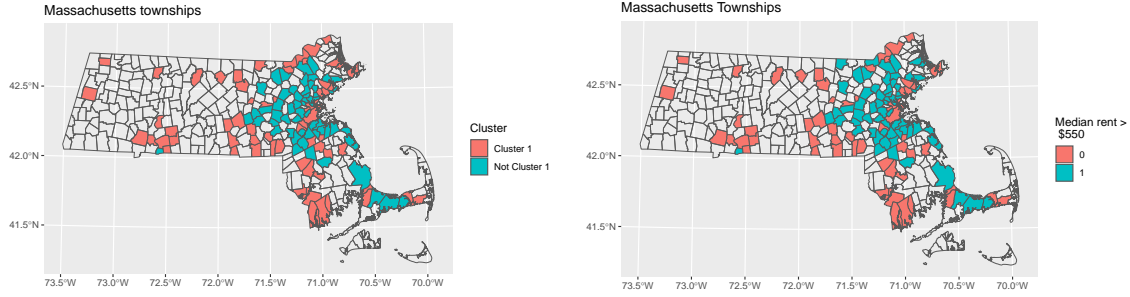 Massachusetts townships
42.5°N
42.0°N
41.5°N
73.5°W 73.0°W 72.5°W 72.0°W 71.5°W 71.0°W 70.5°W 70.0°W
Cluster
Cluster 1
Not Cluster 1
Massachusetts Townships
42.5°N
42.0°N
41.5°N
73.5°W 73.0°W 72.5°W 72.0°W 71.5°W 71.0°W 70.5°W 70.0°W
Median rent >
$550
0
1